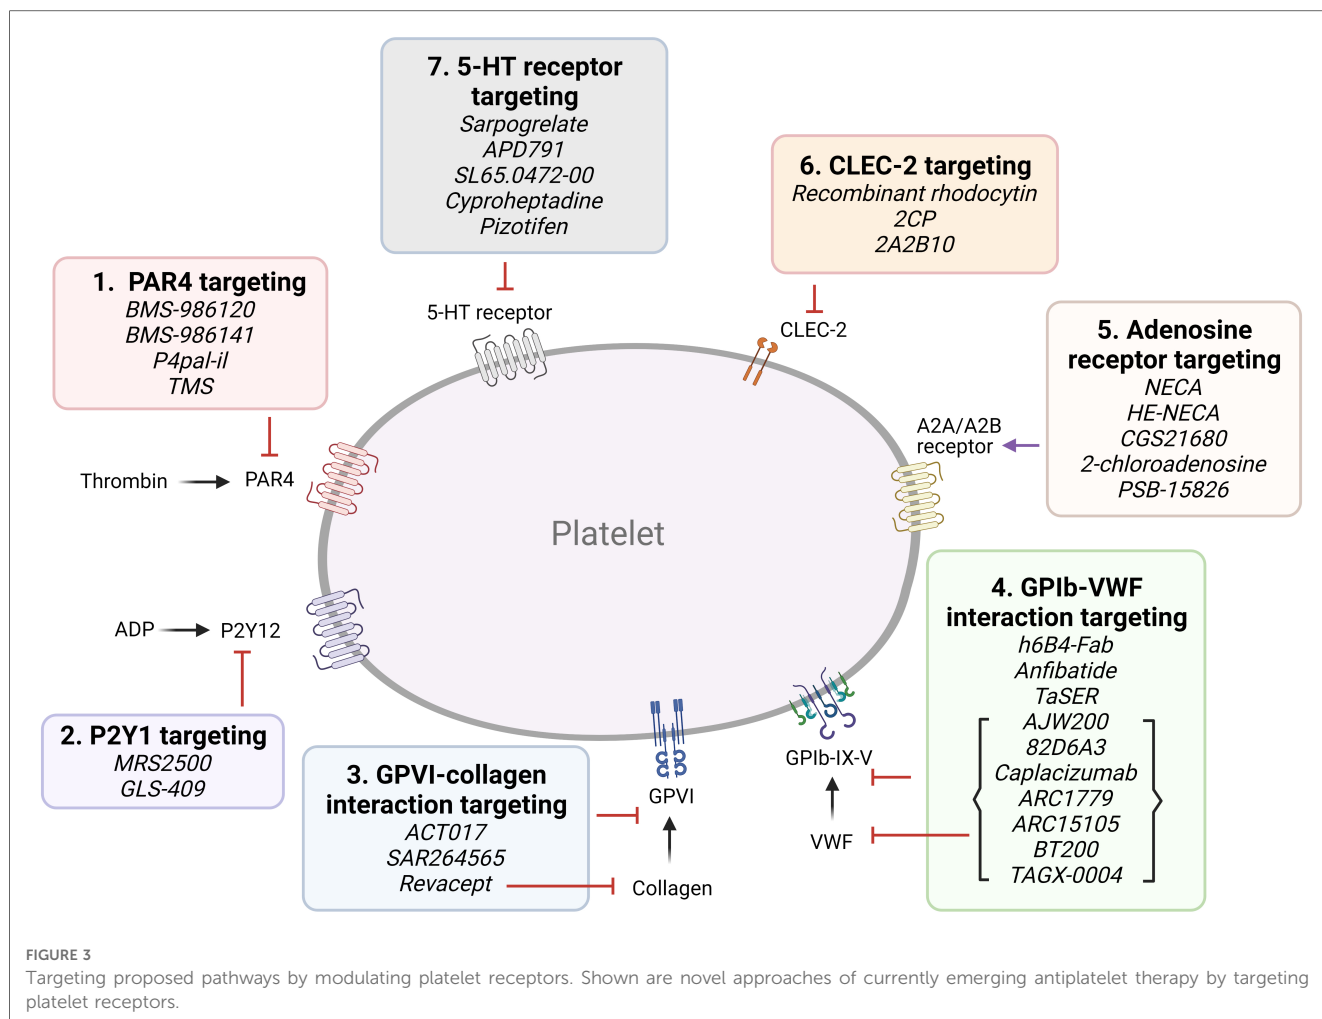 7. 5-HT receptor
targeting
Sarpogrelate
APD791
SL65.0472-00
Cyproheptadine
Pizotifen
6. CLEC-2 targeting
Recombinant rhodocytin
2CP
2A2B10
1. PAR4 targeting
BMS-986120
BMS-986141
P4pal-il
TMS
5-HT receptor
CLEC-2
5. Adenosine
receptor targeting
NECA
HE-NECA
CGS21680
2-chloroadenosine
PSB-15826
A2A/A2B
receptor
Thrombin
PAR4
Platelet
ADP
P2Y12
2. P2Y1 targeting
MRS2500
GLS-409
3. GPVI-collagen
interaction targeting
ACT017
SAR264565
Revacept
GPVI
Collagen
GPIb-IX-V
VWF
4. GPIb-VWF
interaction targeting
h6B4-Fab
Anfibatide
TaSER
AJW200
82D6A3
Caplacizumab
ARC1779
ARC15105
BT200
TAGX-0004
FIGURE 3
Targeting proposed pathways by modulating platelet receptors. Shown are novel approaches of currently emerging antiplatelet therapy by targeting
platelet receptors.